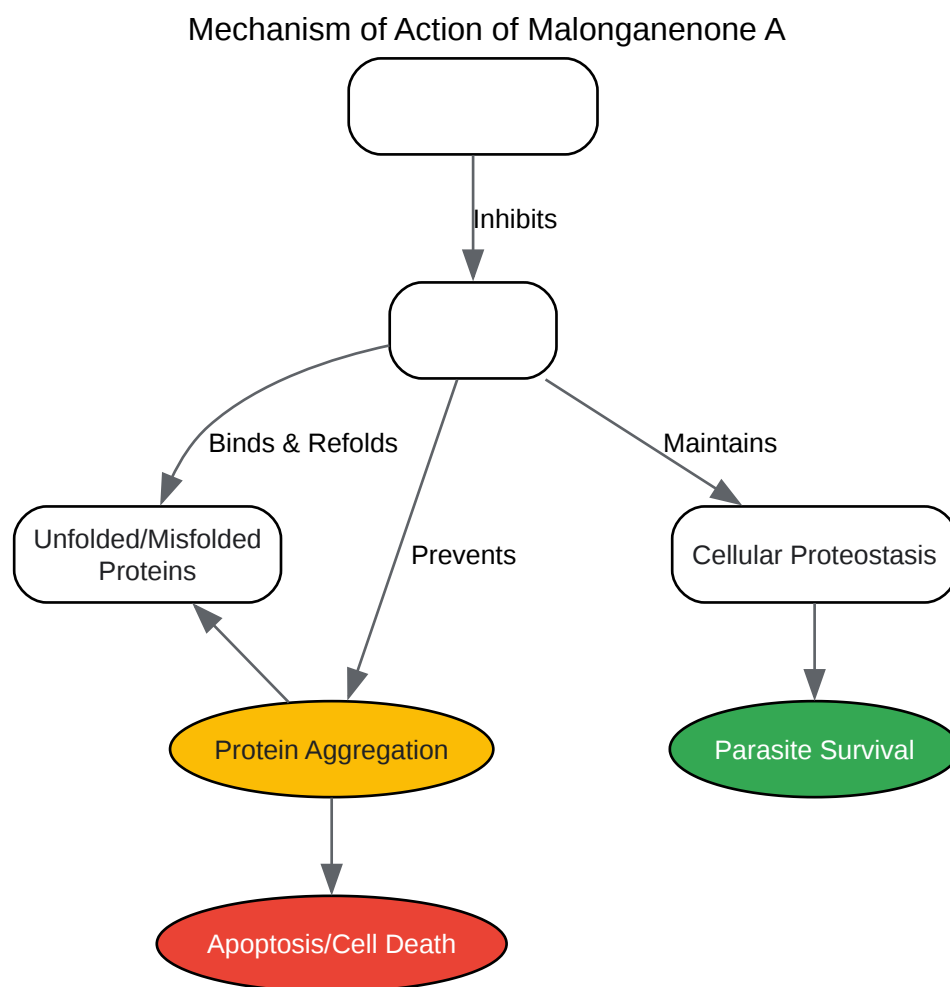 Mechanism of Action of Malonganenone A
Inhibits
Binds & Refolds
Maintains
Unfolded/Misfolded
Proteins
Prevents
Cellular Proteostasis
Protein Aggregation
Parasite Survival
Apoptosis/Cell Death